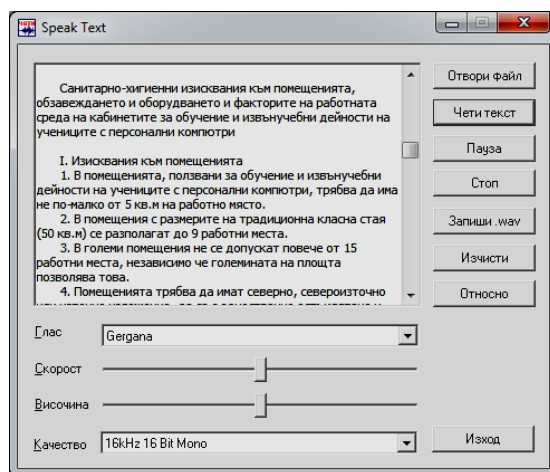 Speak Text
Санитарно-хигиенни изисквания към помещенията,
обзавеждането и оборудването и факторите на работната
среда на кабинетите за обучение и извънучебни дейности на
учениците с персонални компютри
I. Изисквания към помещенията
1. В помещенията, ползвани за обучение и извънучебни
дейности на учениците с персонални компютри, трябва да има
не по-малко от 5 кв.м на работно място.
2. В помещения с размерите на традиционна класна стая
(50 кв.м) се разполагат до 9 работни места.
3. В големи помещения не се допускат повече от 15
работни места, независимо че големината на площта
позволява това.
4. Помещенията трябва да имат северно, североизточно
Отвори файл
Чети текст
Пауза
Стоп
Запиши .wav
Изчисти
Относно
Глас
Gergana
Скорост
Височина
Качество
16kHz 16 Bit Mono
Изход